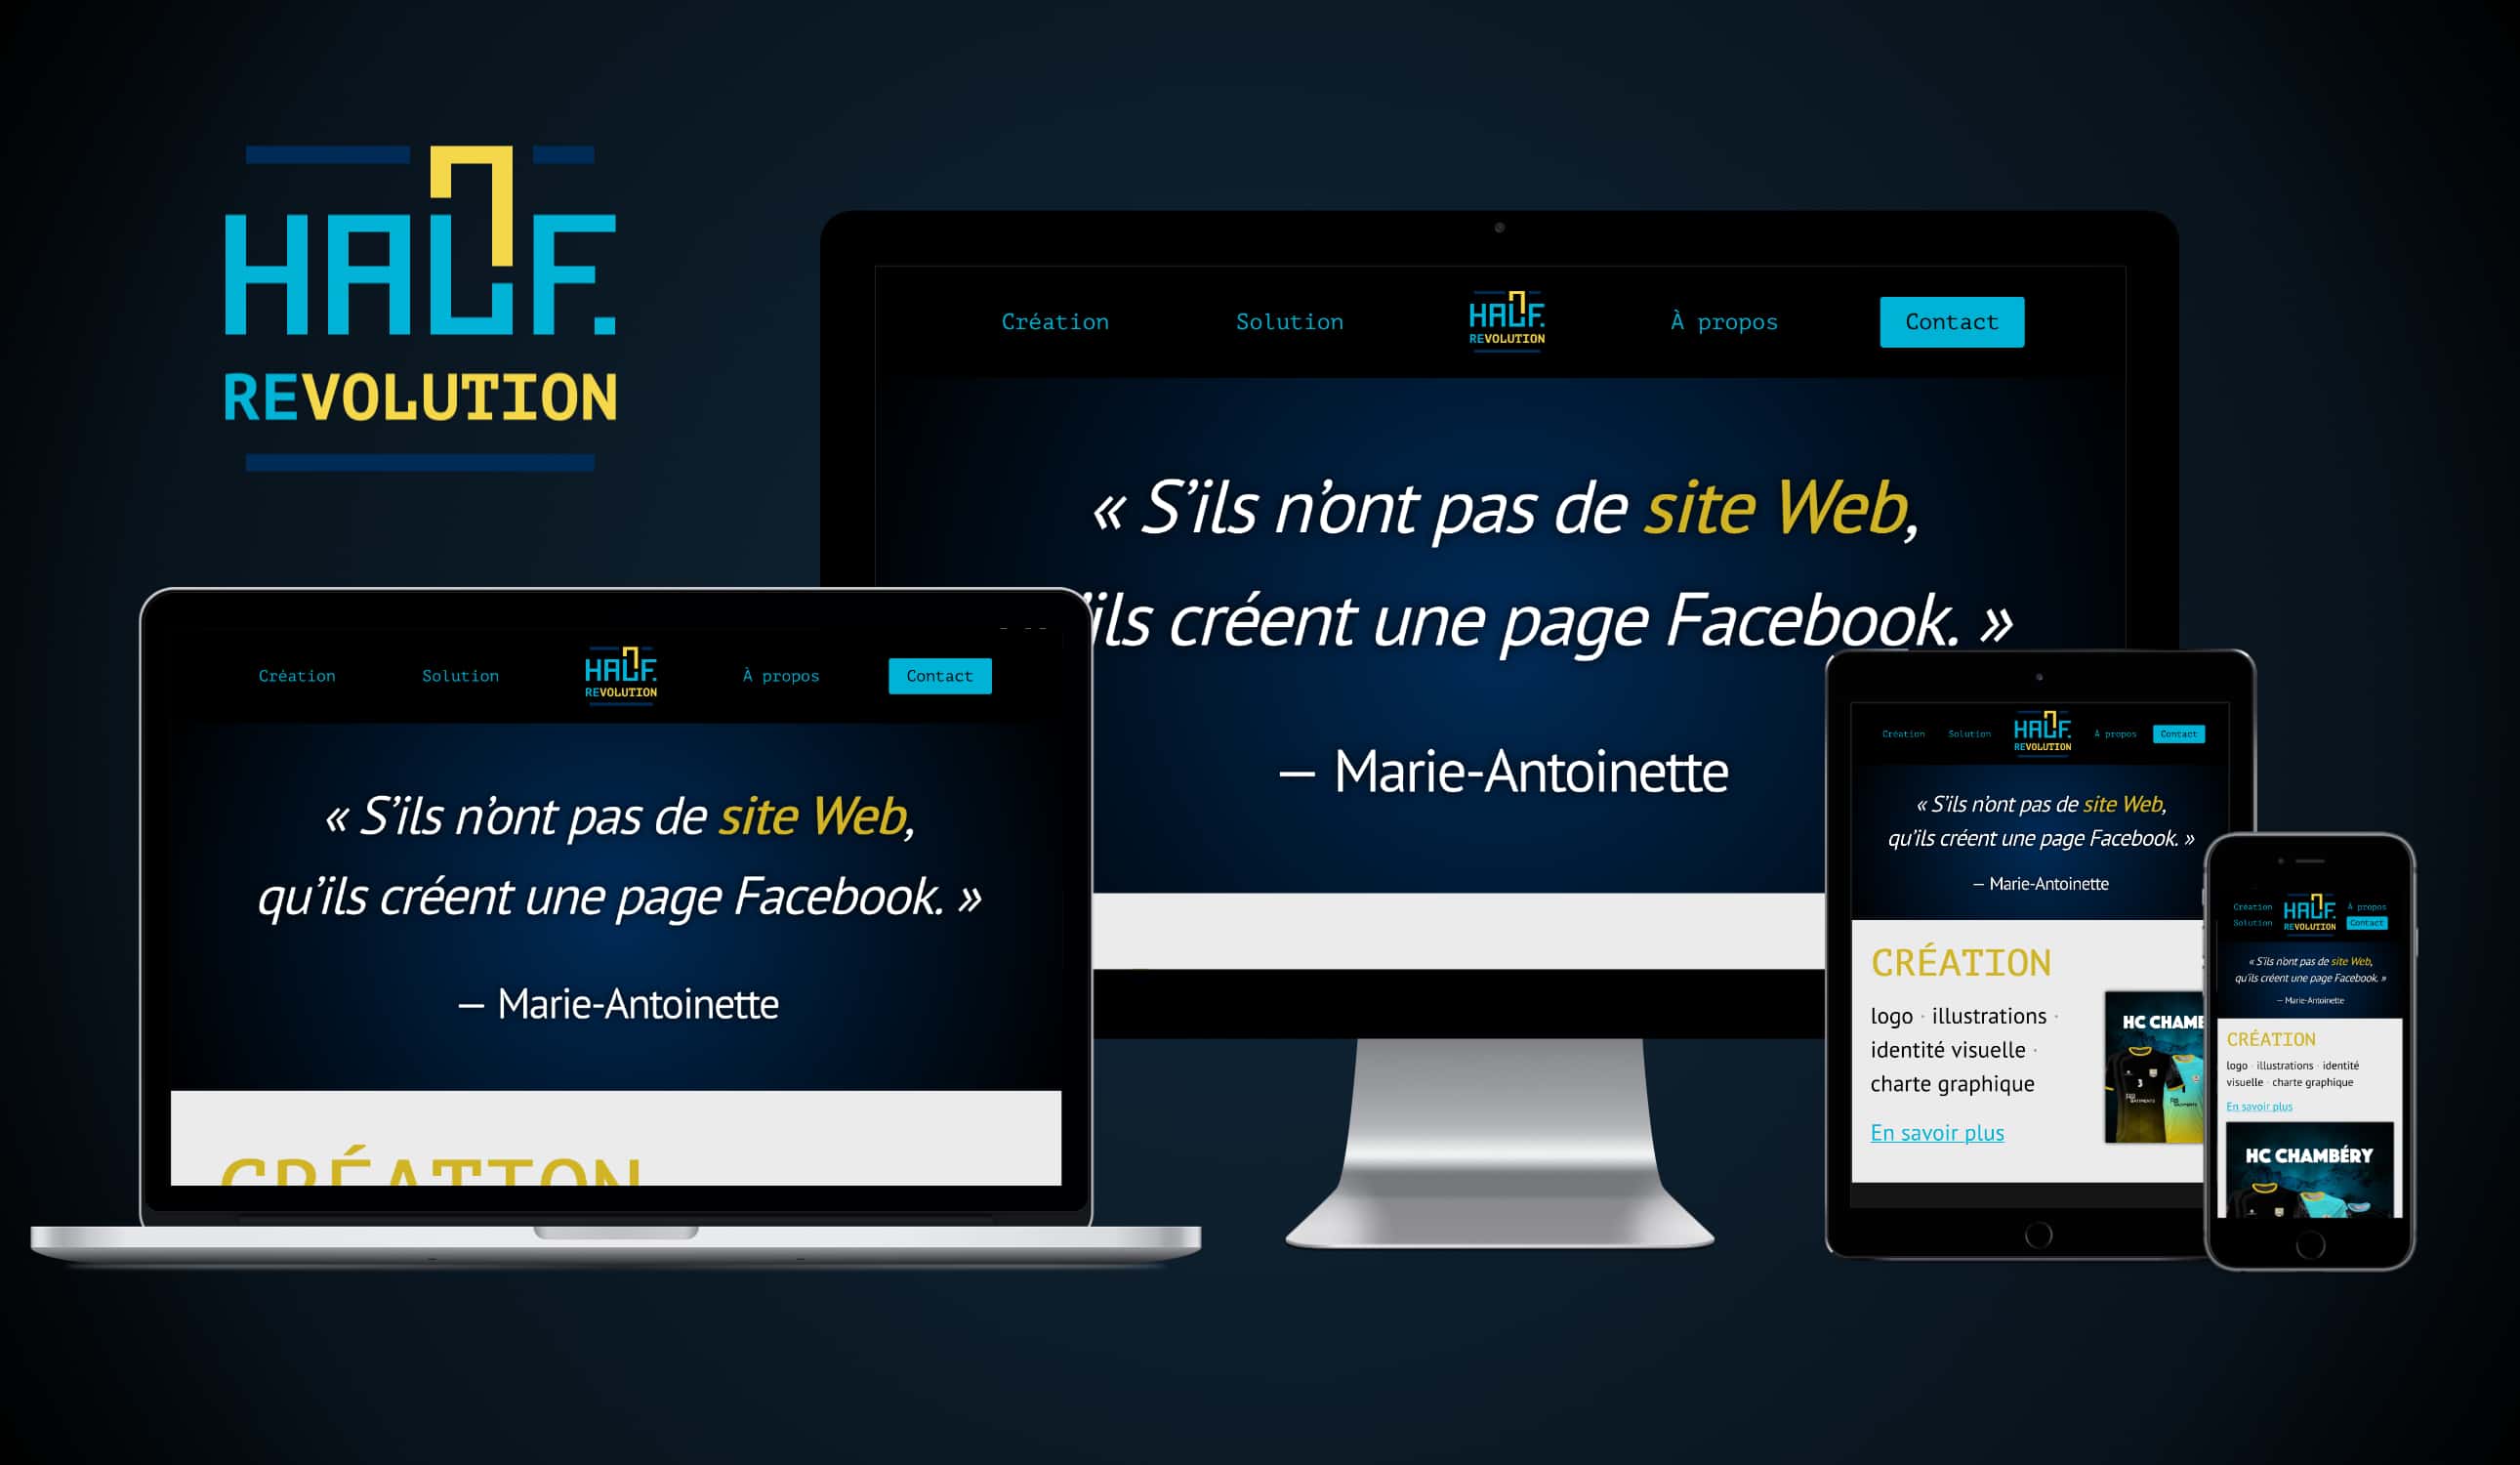 HALF.
REVOLUTION
Création Solution HALF. REVOLUTION À propos Contact
« S’ils n’ont pas de site Web,
’ils créent une page Facebook. »
— Marie-Antoinette
Création Solution HALF. REVOLUTION À propos Contact
« S’ils n’ont pas de site Web,
qu’ils créent une page Facebook. »
— Marie-Antoinette
CRÉATION
Création Solution HALF. REVOLUTION À propos Contact
« S’ils n’ont pas de site Web,
qu’ils créent une page Facebook. »
— Marie-Antoinette
CRÉATION
logo · illustrations ·
identité visuelle ·
charte graphique
En savoir plus
HC CHAMB
3
Création HALF. À propos
Solution REVOLUTION Contact
« S’ils n’ont pas de site Web,
qu’ils créent une page Facebook. »
— Marie-Antoinette
CRÉATION
logo · illustrations · identité
visuelle · charte graphique
En savoir plus
HC CHAMBÉRY